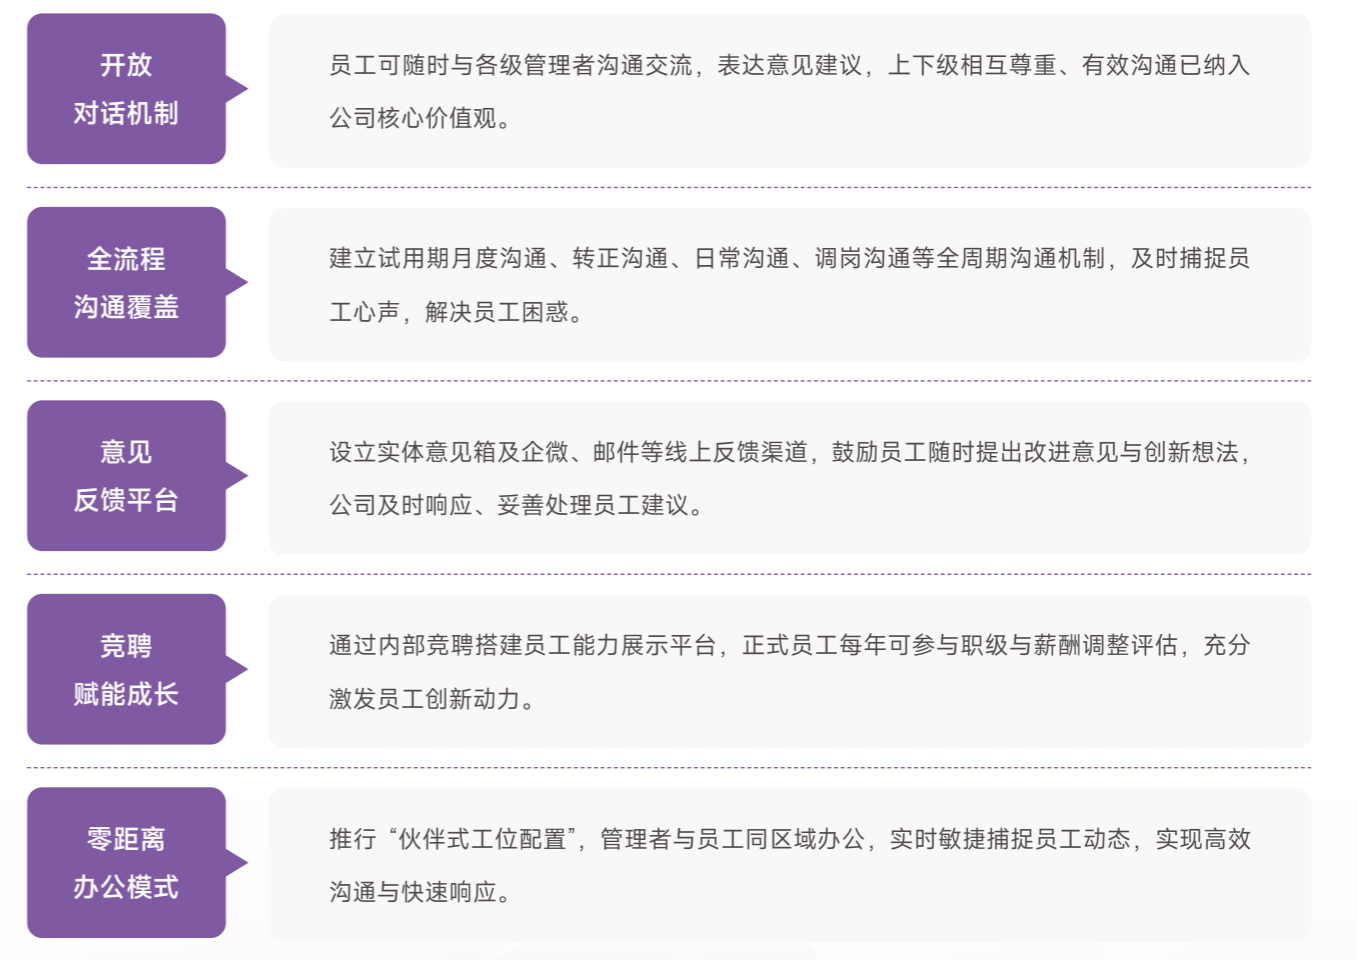 开放
对话机制
员工可随时与各级管理者沟通交流，表达意见建议，上下级相互尊重、有效沟通已纳入
公司核心价值观。
全流程
沟通覆盖
建立试用期月度沟通、转正沟通、日常沟通、调岗沟通等全周期沟通机制，及时捕捉员
工心声，解决员工困惑。
意见
反馈平台
设立实体意见箱及企微、邮件等线上反馈渠道，鼓励员工随时提出改进意见与创新想法，
公司及时响应、妥善处理员工建议。
竞聘
赋能成长
通过内部竞聘搭建员工能力展示平台，正式员工每年可参与职级与薪酬调整评估，充分
激发员工创新动力。
零距离
办公模式
推行“伙伴式工位配置”，管理者与员工同区域办公，实时敏捷捕捉员工动态，实现高效
沟通与快速响应。